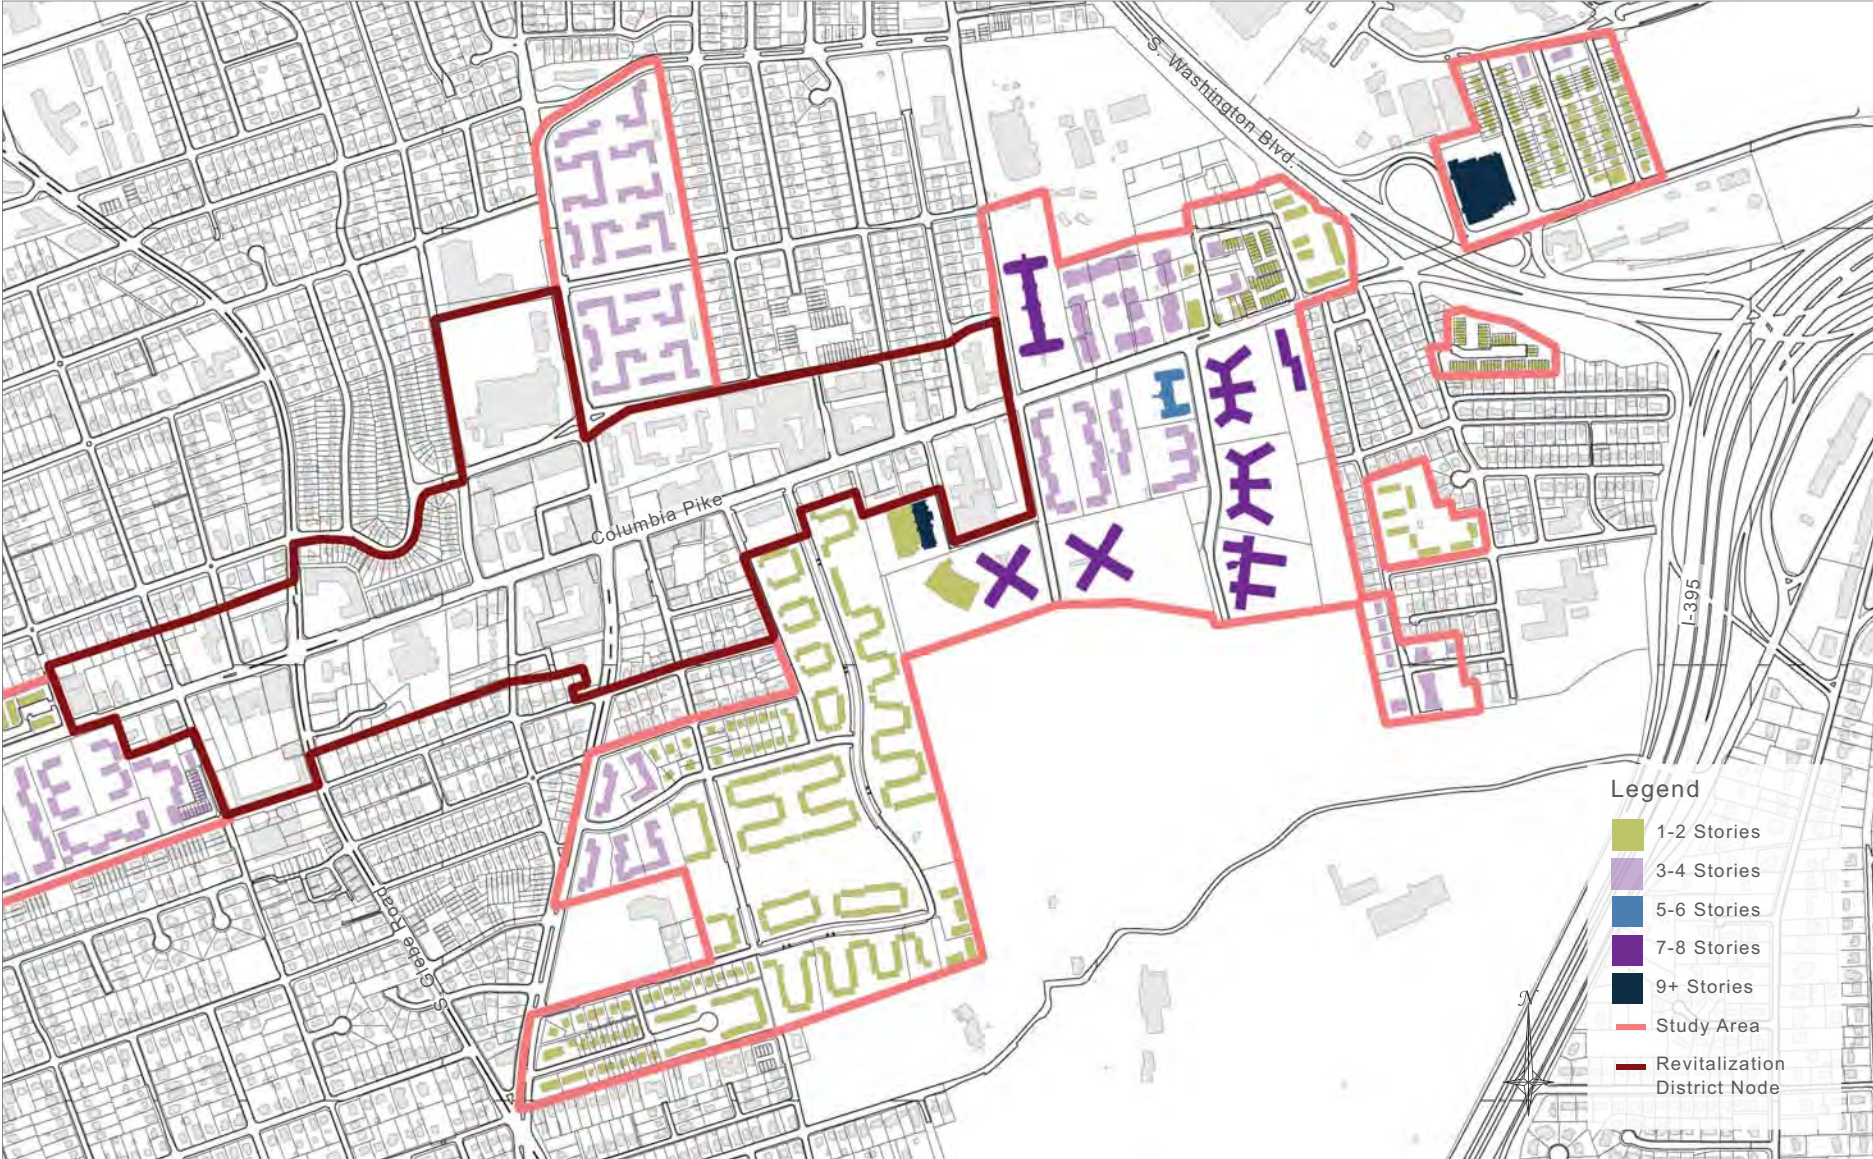 S. Washington Blvd
Columbia Pike
I-395
S Glebe Road
Legend
1-2 Stories
3-4 Stories
5-6 Stories
7-8 Stories
9+ Stories
Study Area
Revitalization
District Node
N